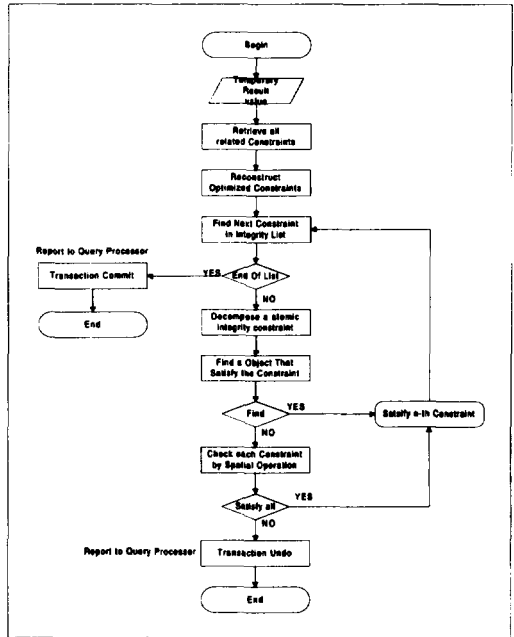 Begin
Temporary
Result
value
Retrieve all
related Constraints
Reconstruct
Optimized Constraints
Find Next Constraint
in Integrity List
Report to Query Processor
Transaction Commit
YES
End Of List
End
NO
Decompose a atomic
integrity constraint
Find a Object That
Satisfy the Constraint
Find
YES
Satsify n-th Constraint
NO
Check each Constraint
by Spatial Operation
Satisfy all
YES
NO
Report to Query Processor
Transaction Undo
End